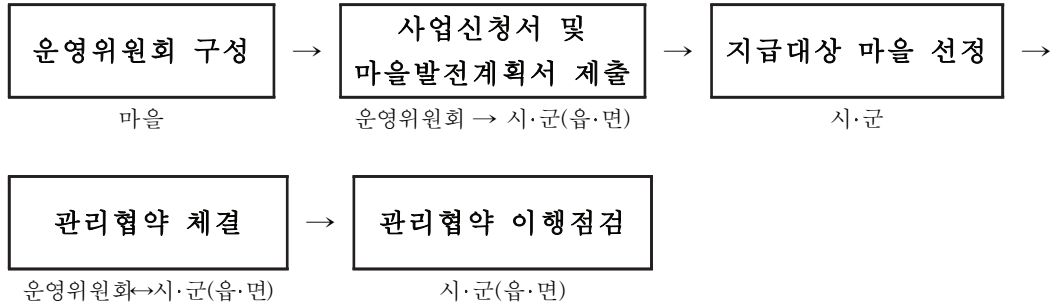 운영위원회 구성
→
사업신청서 및
마을발전계획서 제출
→
지급대상 마을 선정
→
마을
운영위원회 → 시·군(읍·면)
시·군
관리협약 체결
→
관리협약 이행점검
운영위원회↔시·군(읍·면)
시·군(읍·면)